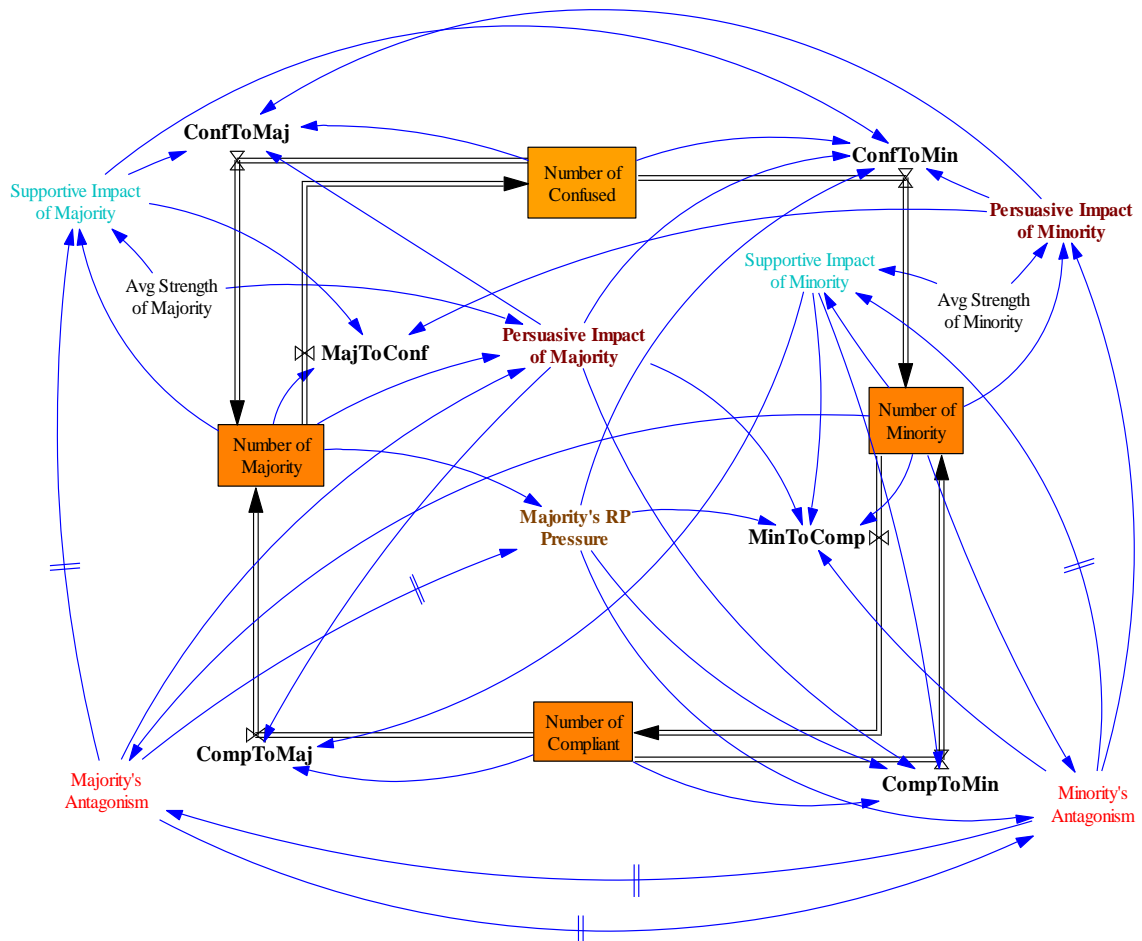 ConfToMaj
ConfToMin
Number of
Confused
Supportive Impact
of Majority
Persuasive Impact
of Minority
Supportive Impact
of Minority
Avg Strength
of Majority
Avg Strength
of Minority
Persuasive Impact
of Majority
MajToConf
Number of
Minority
Number of
Majority
Majority's RP
Pressure
MinToComp
Number of
Compliant
CompToMaj
CompToMin
Majority's
Antagonism
Minority's
Antagonism